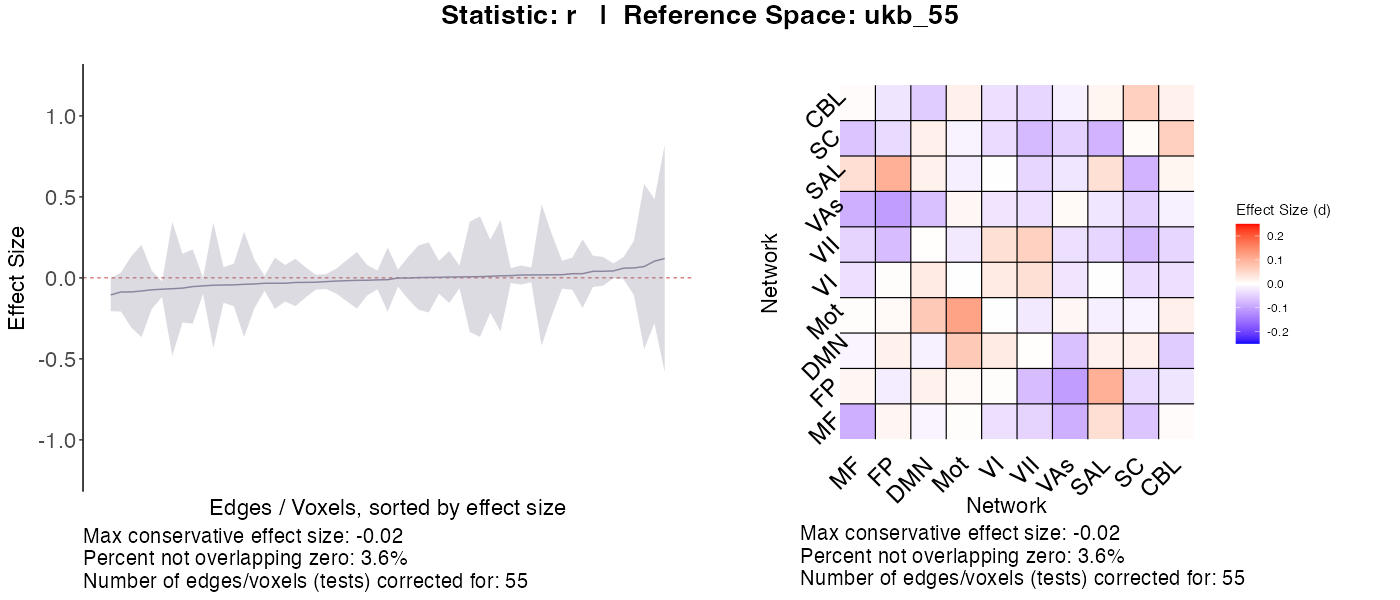 Statistic: r | Reference Space: ukb_55
1.0
0.5
0.0
-0.5
-1.0
Effect Size
Edges / Voxels, sorted by effect size
Max conservative effect size: -0.02
Percent not overlapping zero: 3.6%
Number of edges/voxels (tests) corrected for: 55
CBL
SC
SAL
VAs
VII
VI
Mot
DMN
FP
MF
Network
MF FP DMN Mot VI VII VAs SAL SC CBL
Network
Max conservative effect size: -0.02
Percent not overlapping zero: 3.6%
Number of edges/voxels (tests) corrected for: 55
Effect Size (d)
0.2
0.1
0.0
-0.1
-0.2